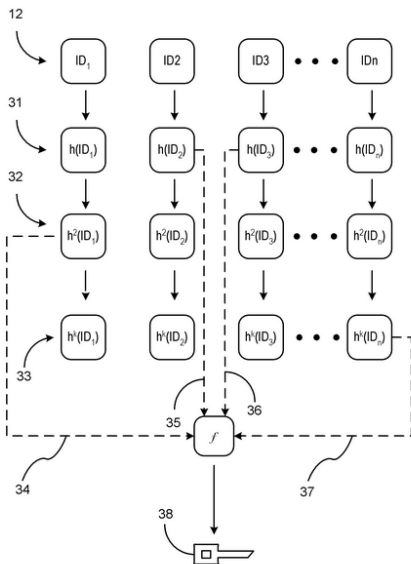 12
ID₁ ID2 ID3 • • • IDn
31
h(ID₁) h(ID₂) h(ID₃) • • • h(IDₙ)
32
h²(ID₁) h²(ID₂) h²(ID₃) • • • h²(IDₙ)
hᵏ(ID₁) hᵏ(ID₂) hᵏ(ID₃) • • • hᵏ(IDₙ)
33
35 36
f
34 37
38